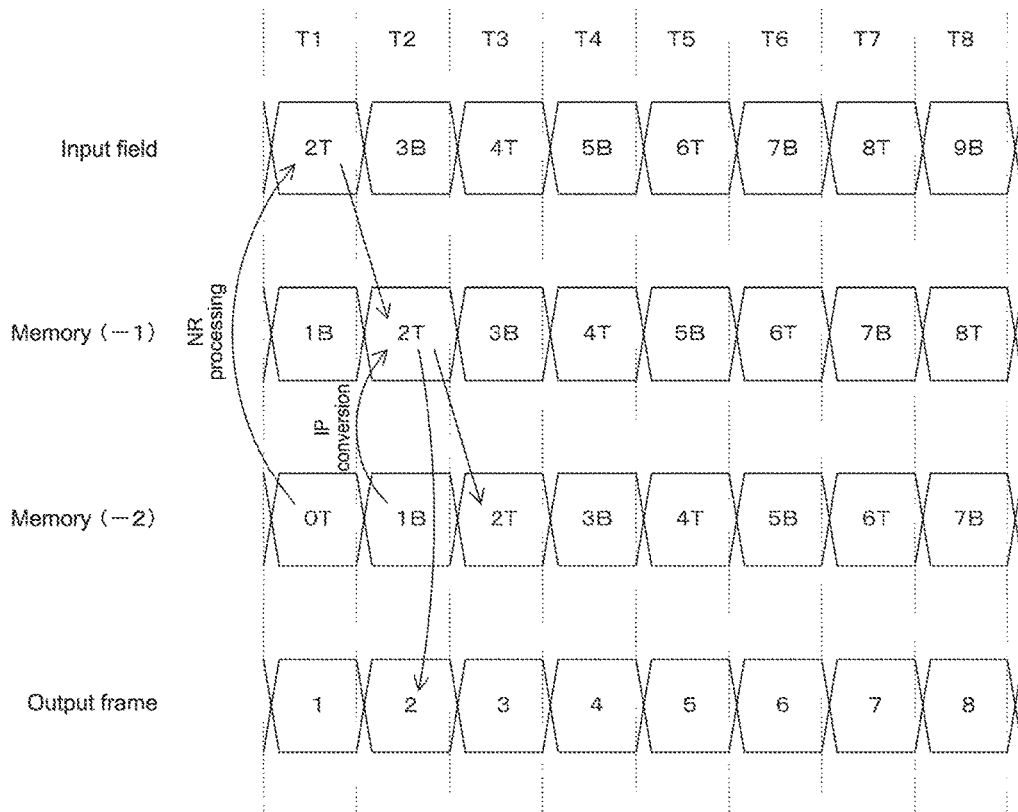 T1 T2 T3 T4 T5 T6 T7 T8
Input field 2T 3B 4T 5B 6T 7B 8T 9B
NR
processing
Memory (－1) 1B 2T 3B 4T 5B 6T 7B 8T
IP
conversion
Memory (－2) 0T 1B 2T 3B 4T 5B 6T 7B
Output frame 1 2 3 4 5 6 7 8